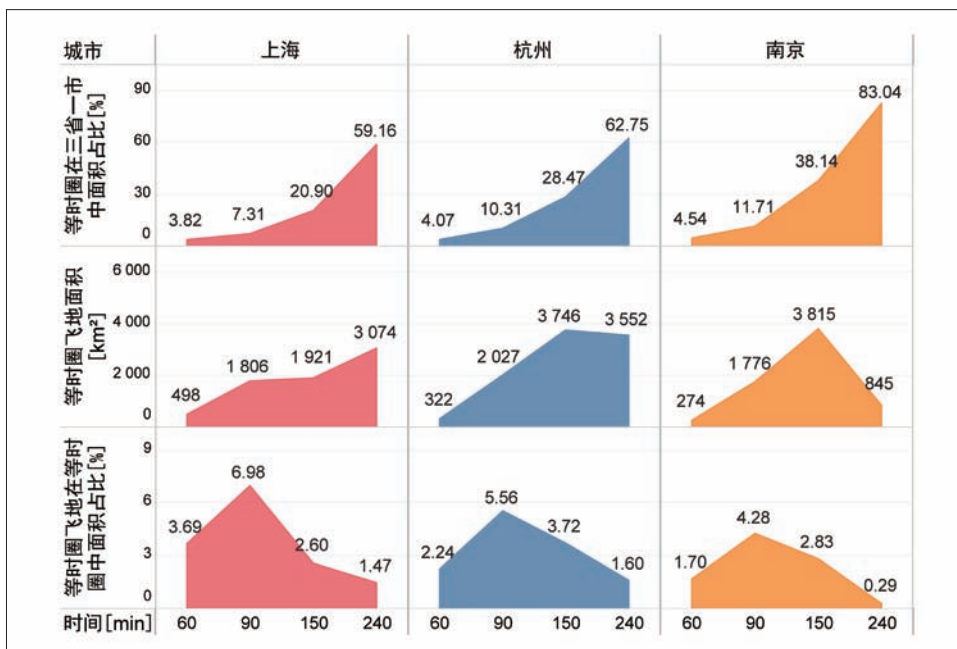 城市 上海 杭州 南京
等时圈在三省一市
中面积占比[%]
90
60
30
0
3.82 7.31 20.90 59.16
4.07 10.31 28.47 62.75
4.54 11.71 38.14 83.04
等时圈飞地面积
[km²]
6 000
4 000
2 000
0
498 1 806 1 921 3 074
322 2 027 3 746 3 552
274 1 776 3 815 845
等时圈飞地在等时
圈中面积占比[%]
9
6
3
0
3.69 6.98 2.60 1.47
2.24 5.56 3.72 1.60
1.70 4.28 2.83 0.29
时间[min] 60 90 150 240 60 90 150 240 60 90 150 240